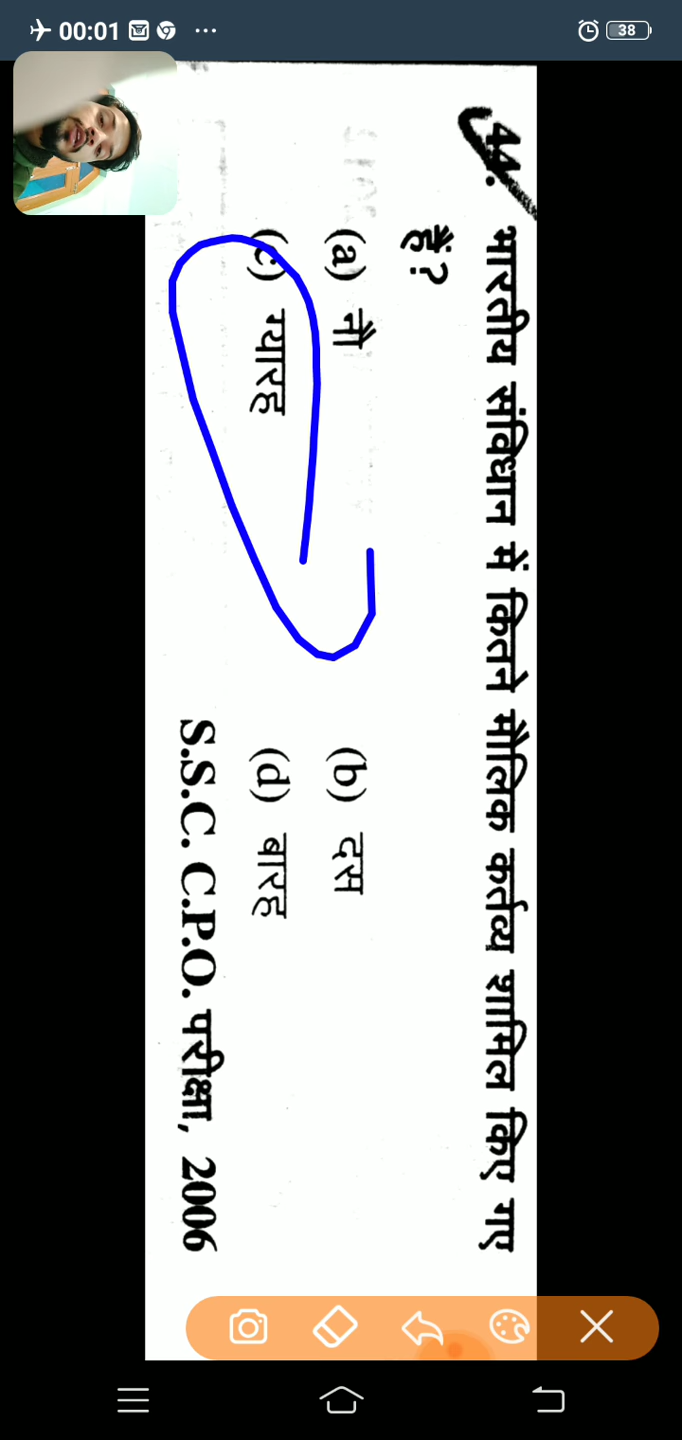 00:01
38
44. भारतीय संविधान में कितने मौलिक कर्तव्य शामिल किए गए
हैं?
(a) नौ (b) दस
(c) ग्यारह (d) बारह
S.S.C. C.P.O. परीक्षा, 2006